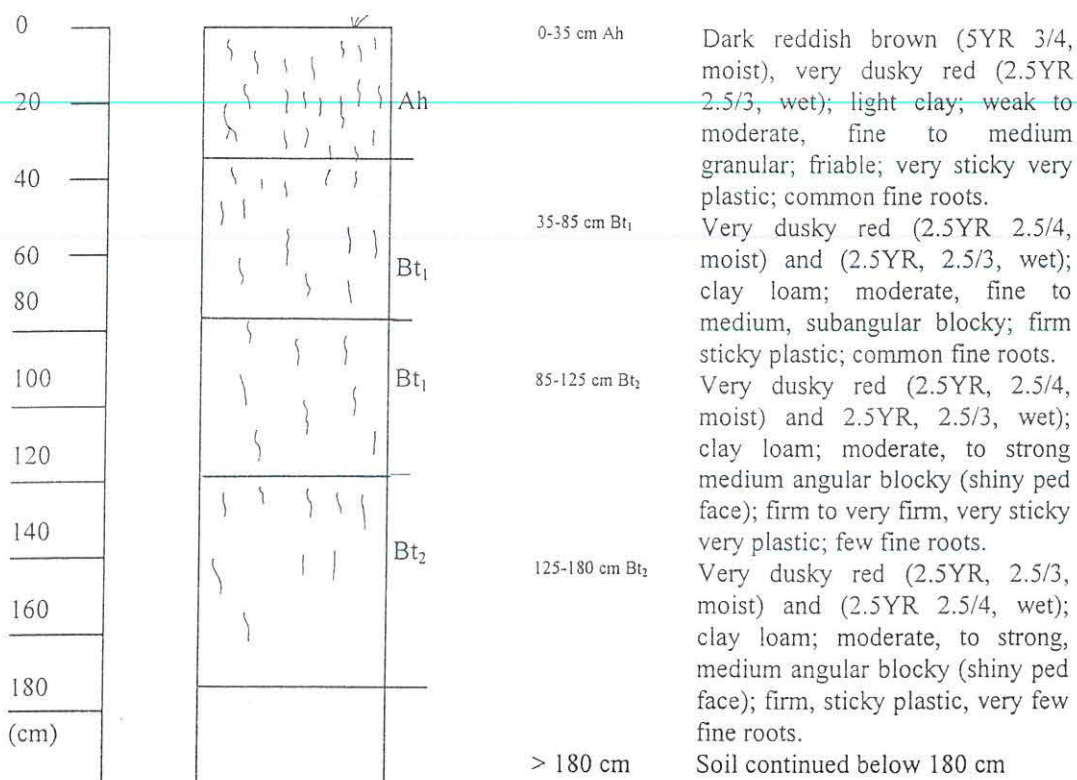 0
20
40
60
80
100
120
140
160
180
(cm)
Ah
Bt₁
Bt₁
Bt₂
0-35 cm Ah
Dark reddish brown (5YR 3/4,
moist), very dusky red (2.5YR
2.5/3, wet); light clay; weak to
moderate, fine to medium
granular; friable; very sticky very
plastic; common fine roots.
35-85 cm Bt₁
Very dusky red (2.5YR 2.5/4,
moist) and (2.5YR, 2.5/3, wet);
clay loam; moderate, fine to
medium, subangular blocky; firm
sticky plastic; common fine roots.
85-125 cm Bt₂
Very dusky red (2.5YR, 2.5/4,
moist) and 2.5YR, 2.5/3, wet);
clay loam; moderate, to strong
medium angular blocky (shiny ped
face); firm to very firm, very sticky
very plastic; few fine roots.
125-180 cm Bt₂
Very dusky red (2.5YR, 2.5/3,
moist) and (2.5YR 2.5/4, wet);
clay loam; moderate, to strong,
medium angular blocky (shiny ped
face); firm, sticky plastic, very few
fine roots.
> 180 cm
Soil continued below 180 cm